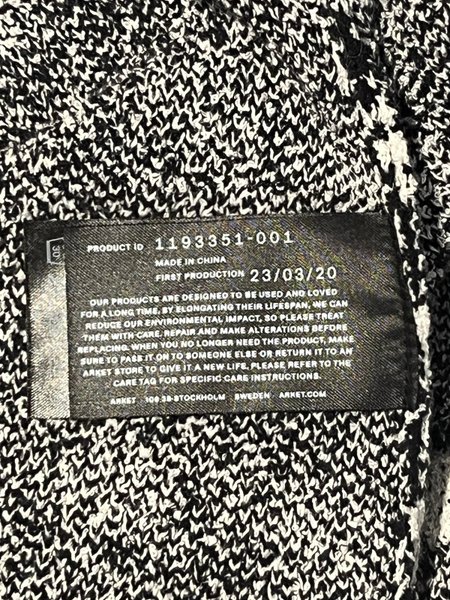 30
PRODUCT ID 1193351-001
MADE IN CHINA
FIRST PRODUCTION 23/03/20
OUR PRODUCTS ARE DESIGNED TO BE USED AND LOVED
FOR A LONG TIME, BY ELONGATING THEIR LIFESPAN, WE CAN
REDUCE OUR ENVIRONMENTAL IMPACT, SO PLEASE TREAT
THEM WITH CARE, REPAIR AND MAKE ALTERATIONS BEFORE
REPLACING. WHEN YOU NO LONGER NEED THE PRODUCT, MAKE
SURE TO PASS IT ON TO SOMEONE ELSE OR RETURN IT TO AN
ARKET STORE TO GIVE IT A NEW LIFE, PLEASE REFER TO THE
CARE TAG FOR SPECIFIC CARE INSTRUCTIONS.
ARKET 106 38-STOCKHOLM SWEDEN ARKET.COM